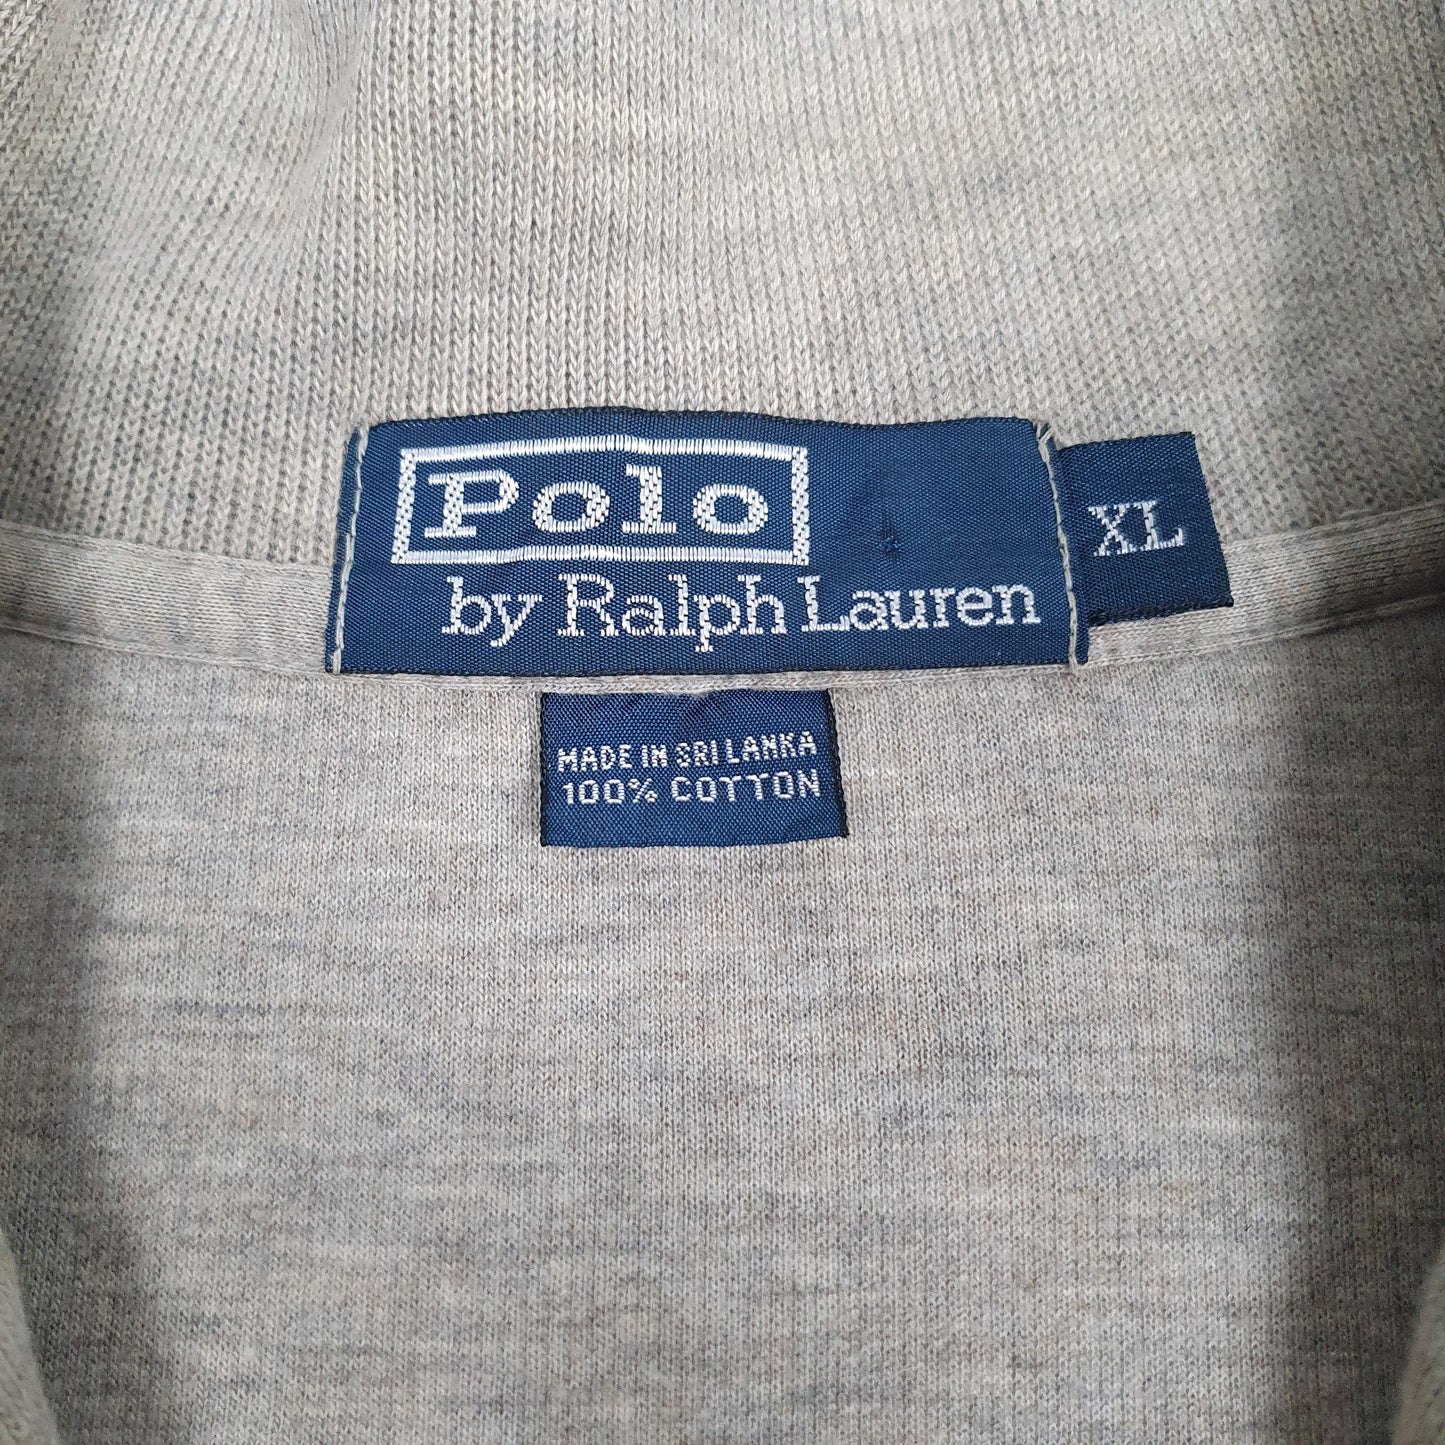 Polo
by Ralph Lauren
XL
MADE IN SRI LANKA
100% COTTON